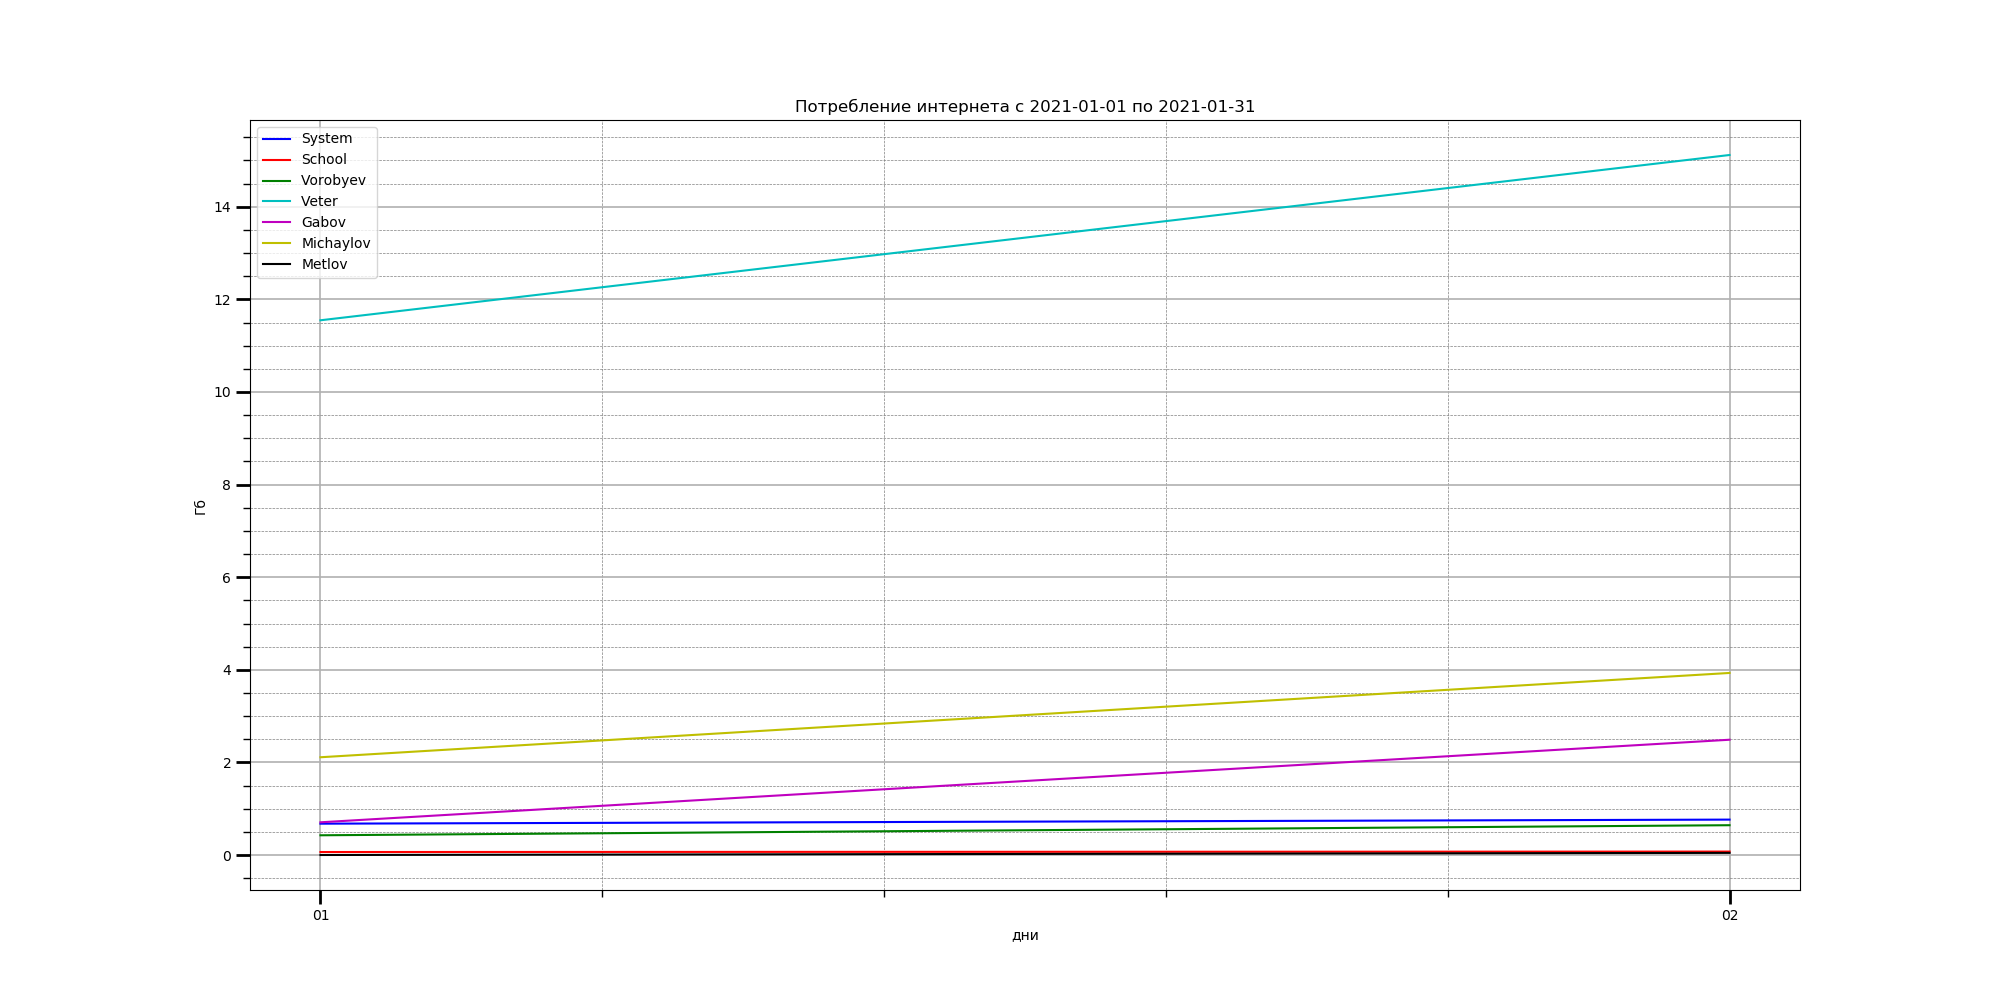 Потребление интернета с 2021-01-01 по 2021-01-31
System
School
Vorobyev
Veter
Gabov
Michaylov
Metlov
14
12
10
8
6
4
2
0
Гб
01
02
дни